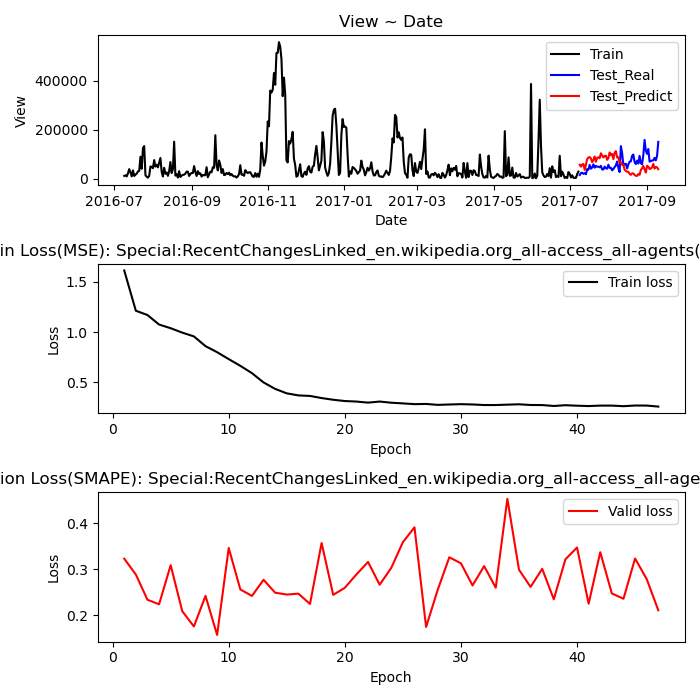 View ~ Date
View
400000
200000
0
Train
Test_Real
Test_Predict
2016-07 2016-09 2016-11 2017-01 2017-03 2017-05 2017-07 2017-09
Date
in Loss(MSE): Special:RecentChangesLinked_en.wikipedia.org_all-access_all-agents(
Loss
1.5
1.0
0.5
Train loss
0 10 20 30 40
Epoch
ion Loss(SMAPE): Special:RecentChangesLinked_en.wikipedia.org_all-access_all-age
Loss
0.4
0.3
0.2
Valid loss
0 10 20 30 40
Epoch